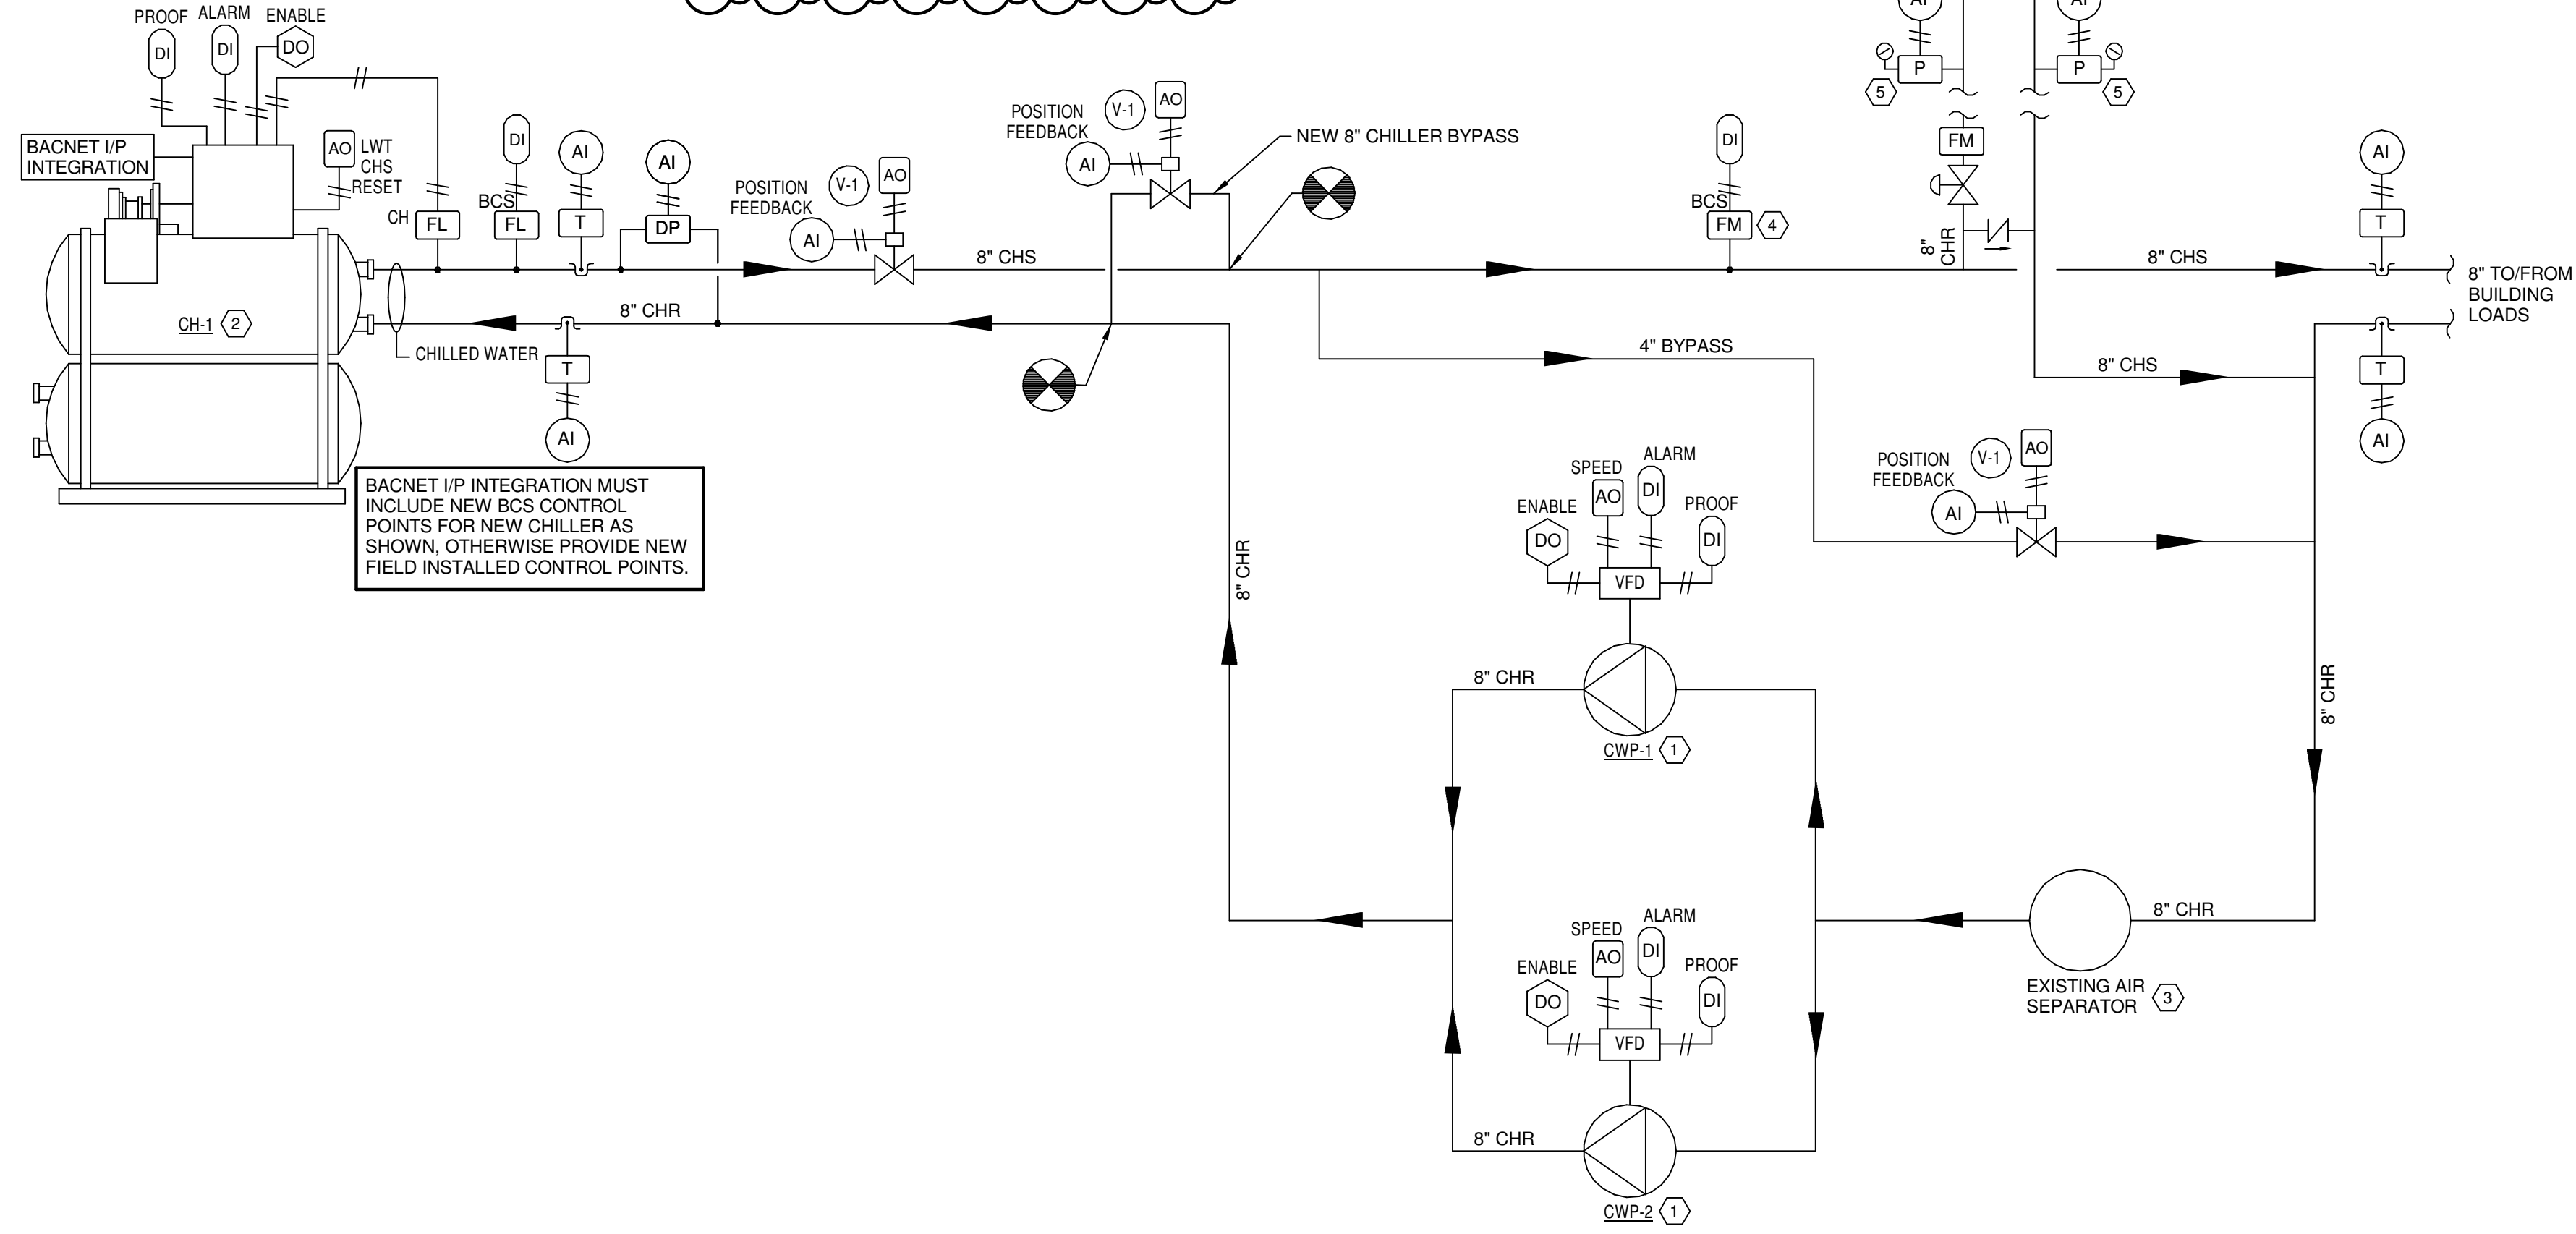 PROOF
ALARM
ENABLE
DI
DI
DO
AI
AI
P
P
5
5
BACNET I/P
INTEGRATION
AO
LWT
CHS
RESET
CH
FL
DI
BCS
FL
AI
T
AI
DP
POSITION
FEEDBACK
V-1
AO
AI
POSITION
FEEDBACK
V-1
AO
AI
NEW 8" CHILLER BYPASS
8" CHS
DI
BCS
FM
4
FM
8"
CHR
8" CHS
AI
T
8" TO/FROM
BUILDING
LOADS
CH-1
2
8" CHR
CHILLED WATER
T
AI
4" BYPASS
8" CHS
T
AI
BACNET I/P INTEGRATION MUST
INCLUDE NEW BCS CONTROL
POINTS FOR NEW CHILLER AS
SHOWN, OTHERWISE PROVIDE NEW
FIELD INSTALLED CONTROL POINTS.
POSITION
FEEDBACK
V-1
AO
AI
8" CHR
ENABLE
SPEED
ALARM
PROOF
DO
AO
DI
DI
VFD
8" CHR
CWP-1
1
8" CHR
8" CHR
EXISTING AIR
SEPARATOR
3
ENABLE
SPEED
ALARM
PROOF
DO
AO
DI
DI
VFD
8" CHR
CWP-2
1